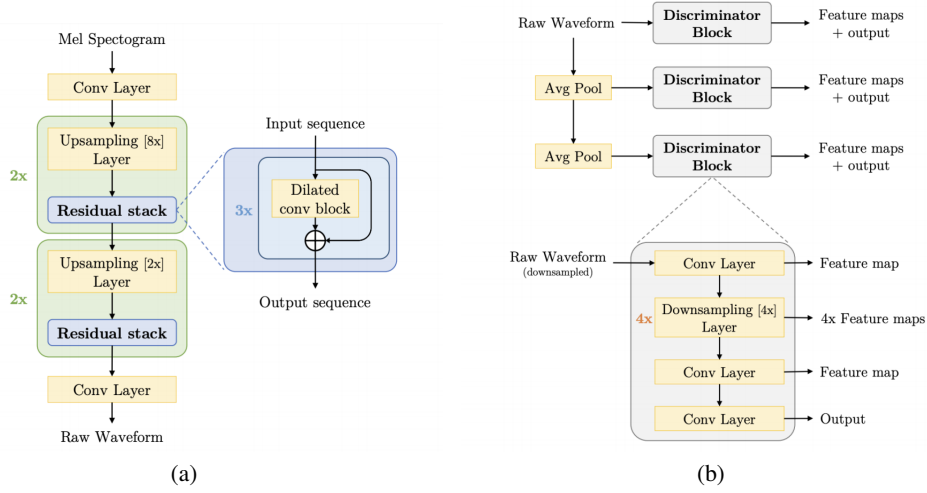 Mel Spectogram
Conv Layer
2x
Upsampling [8x]
Layer
Residual stack
2x
Upsampling [2x]
Layer
Residual stack
Conv Layer
Raw Waveform
Input sequence
3x
Dilated
conv block
Output sequence
(a)
Raw Waveform
Discriminator
Block
Feature maps
+ output
Avg Pool
Discriminator
Block
Feature maps
+ output
Avg Pool
Discriminator
Block
Feature maps
+ output
Raw Waveform
(downsampled)
Conv Layer
Feature map
4x
Downsampling [4x]
Layer
4x Feature maps
Conv Layer
Feature map
Conv Layer
Output
(b)